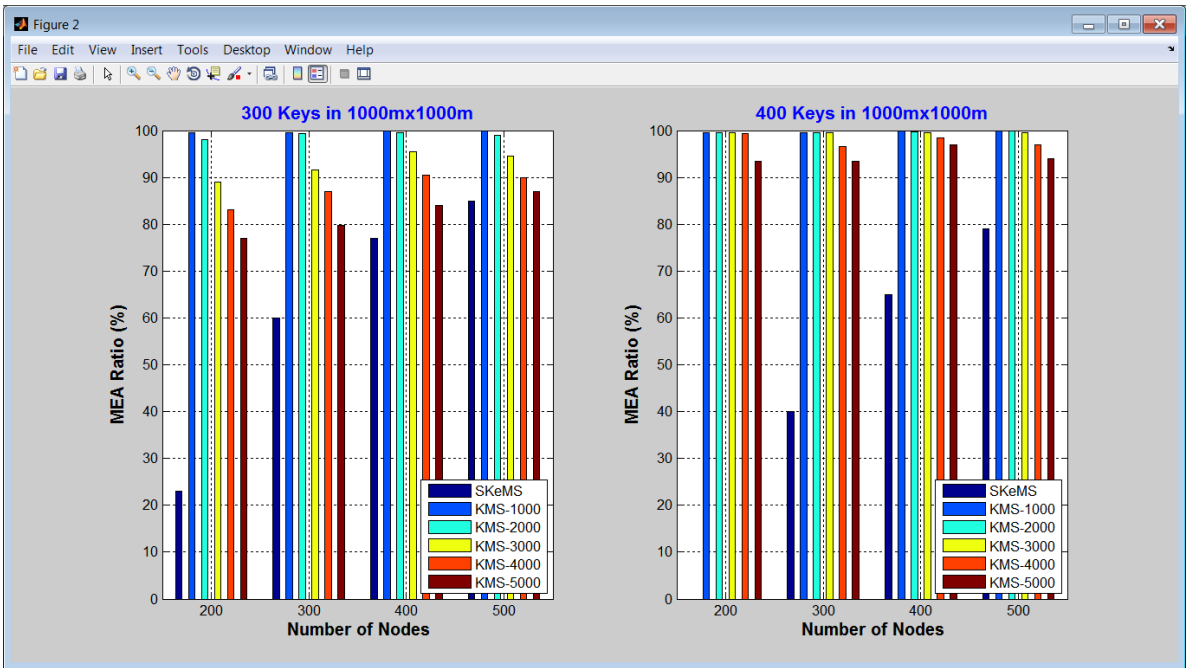 Figure 2
File Edit View Insert Tools Desktop Window Help
300 Keys in 1000mx1000m
100
90
80
70
60
50
40
30
20
10
0
MEA Ratio (%)
200 300 400 500
Number of Nodes
SKeMS
KMS-1000
KMS-2000
KMS-3000
KMS-4000
KMS-5000
400 Keys in 1000mx1000m
100
90
80
70
60
50
40
30
20
10
0
MEA Ratio (%)
200 300 400 500
Number of Nodes
SKeMS
KMS-1000
KMS-2000
KMS-3000
KMS-4000
KMS-5000